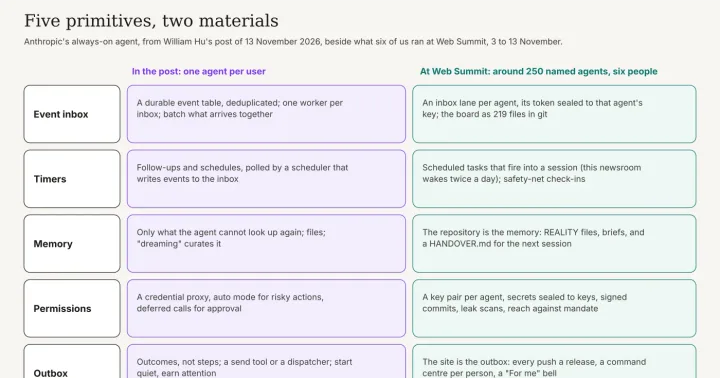 Five primitives, two materials
Anthropic's always-on agent, from William Hu's post of 13 November 2026, beside what six of us ran at Web Summit, 3 to 13 November.
In the post: one agent per user
At Web Summit: around 250 named agents, six people
Event inbox
A durable event table, deduplicated; one worker per
inbox; batch what arrives together
An inbox lane per agent, its token sealed to that agent's
key; the board as 219 files in git
Timers
Follow-ups and schedules, polled by a scheduler that
writes events to the inbox
Scheduled tasks that fire into a session (this newsroom
wakes twice a day); safety-net check-ins
Memory
Only what the agent cannot look up again; files;
"dreaming" curates it
The repository is the memory: REALITY files, briefs, and
a HANDOVER.md for the next session
Permissions
A credential proxy, auto mode for risky actions,
deferred calls for approval
A key pair per agent, secrets sealed to keys, signed
commits, leak scans, reach against mandate
Outbox
Outcomes, not steps; a send tool or a dispatcher; start
quiet, earn attention
The site is the outbox: every push a release, a command
centre per person, a "For me" bell